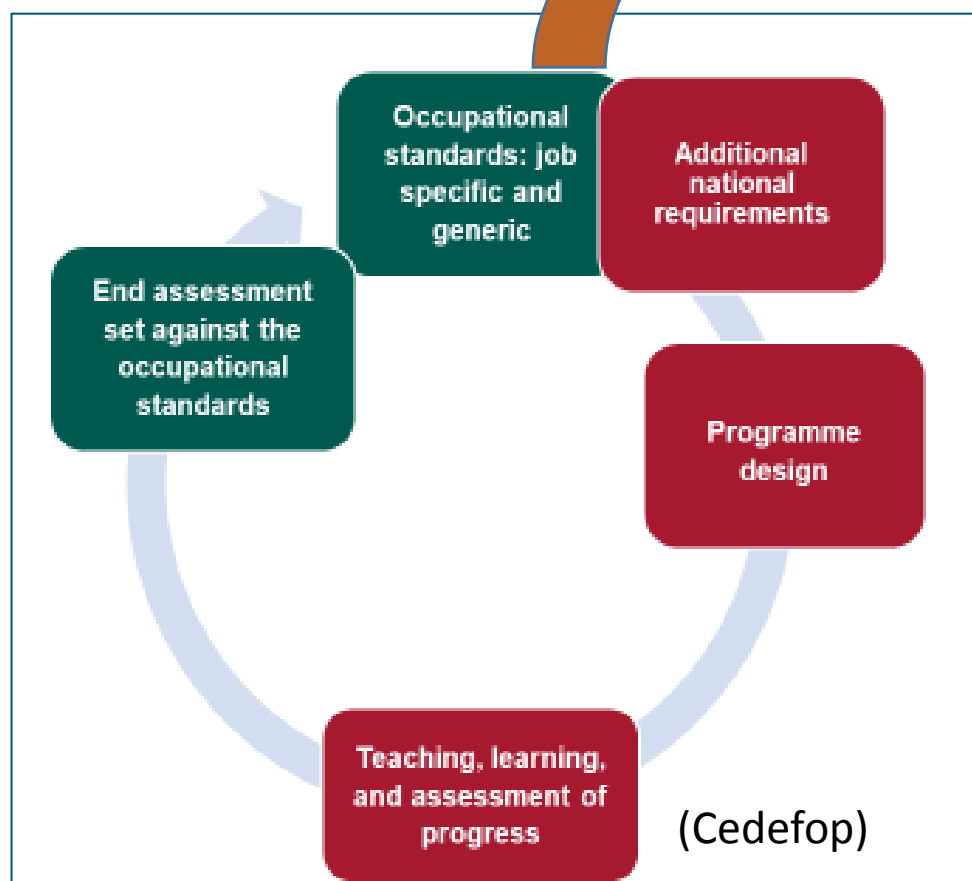 Occupational
standards: job
specific and
generic
Additional
national
requirements
End assessment
set against the
occupational
standards
Programme
design
Teaching, learning,
and assessment of
progress
(Cedefop)